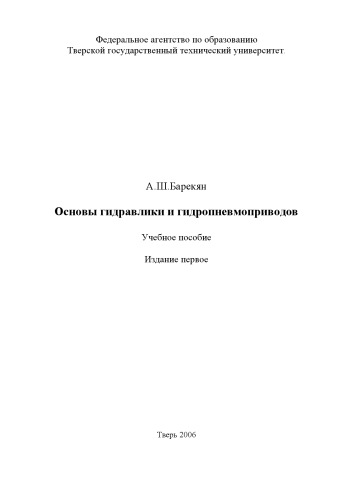 Федеральное агентство по образованию
Тверской государственный технический университет
А.Ш.Барекян
Основы гидравлики и гидропневмоприводов
Учебное пособие
Издание первое
Тверь 2006